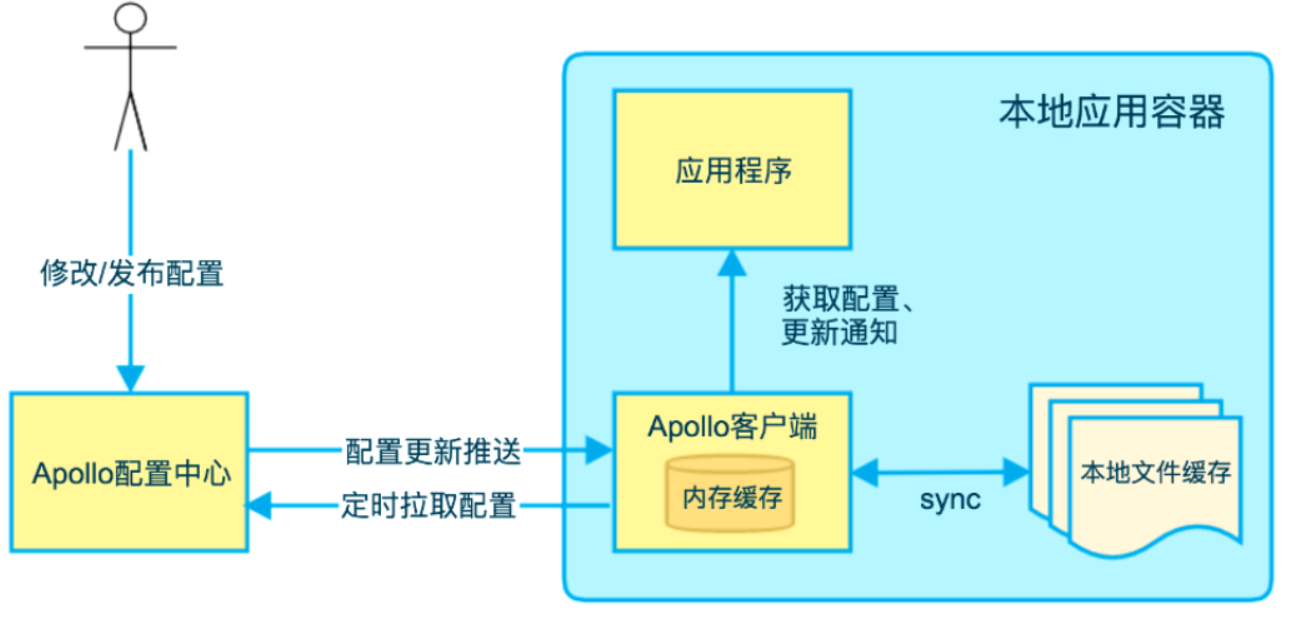 本地应用容器
应用程序
修改/发布配置
获取配置、
更新通知
Apollo配置中心
配置更新推送
定时拉取配置
Apollo客户端
内存缓存
sync
本地文件缓存